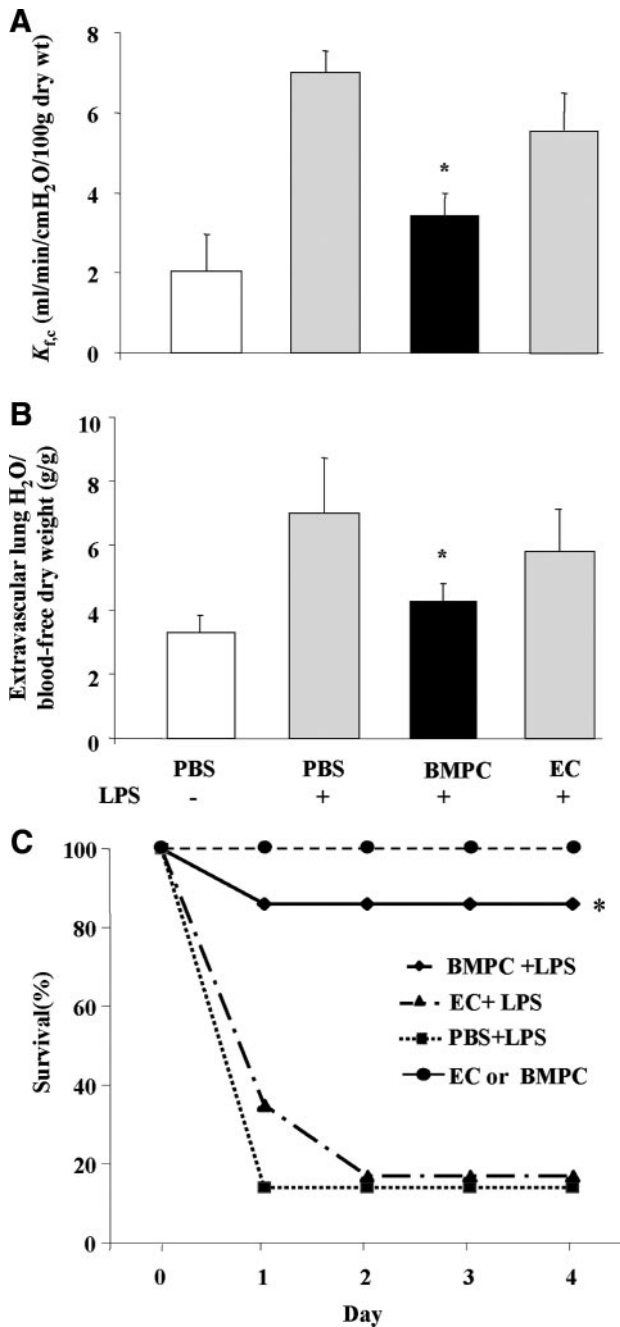 A
K_f,c (ml/min/cmH₂O/100g dry wt)
8
6
4
2
0
*
B
Extravascular lung H₂O/
blood-free dry weight (g/g)
10
8
6
4
2
0
*
PBS PBS BMPC EC
LPS - + + +
C
Survival(%)
100
80
60
40
20
0
*
BMPC +LPS
EC+ LPS
PBS+LPS
EC or BMPC
0 1 2 3 4
Day